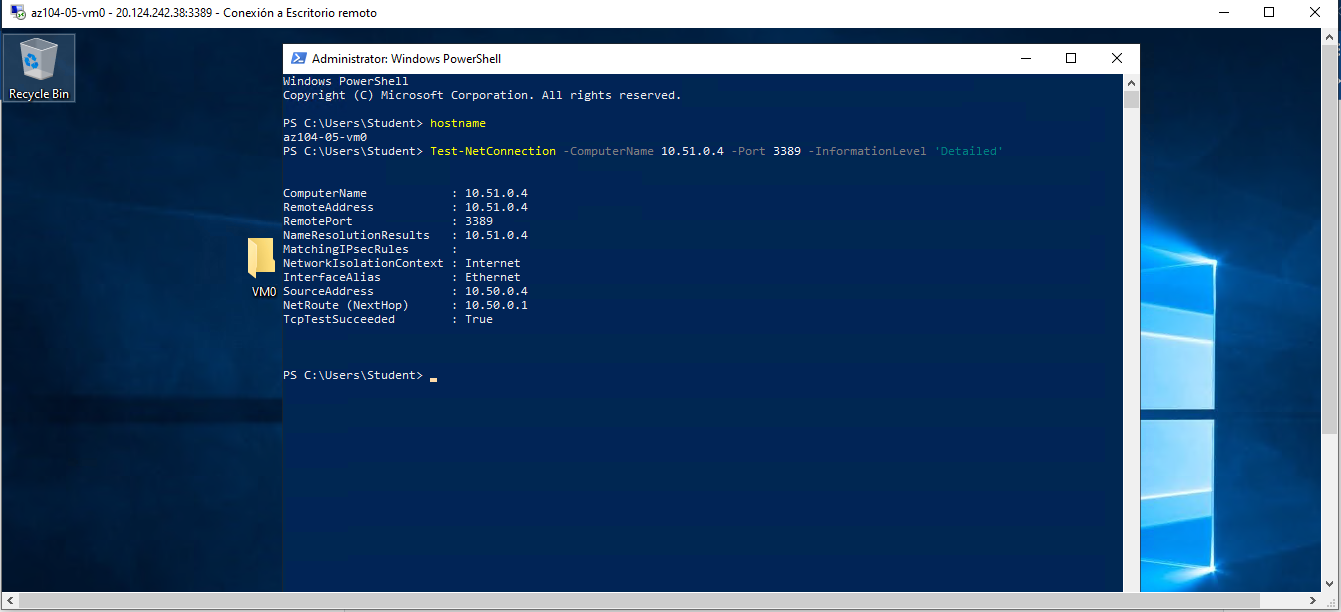 az104-05-vm0 - 20.124.242.38:3389 - Conexión a Escritorio remoto
Recycle Bin
VM0
Administrator: Windows PowerShell
Windows PowerShell
Copyright (C) Microsoft Corporation. All rights reserved.
PS C:\Users\Student> hostname
az104-05-vm0
PS C:\Users\Student> Test-NetConnection -ComputerName 10.51.0.4 -Port 3389 -InformationLevel 'Detailed'
ComputerName : 10.51.0.4
RemoteAddress : 10.51.0.4
RemotePort : 3389
NameResolutionResults : 10.51.0.4
MatchingIPsecRules :
NetworkIsolationContext : Internet
InterfaceAlias : Ethernet
SourceAddress : 10.50.0.4
NetRoute (NextHop) : 10.50.0.1
TcpTestSucceeded : True
PS C:\Users\Student>